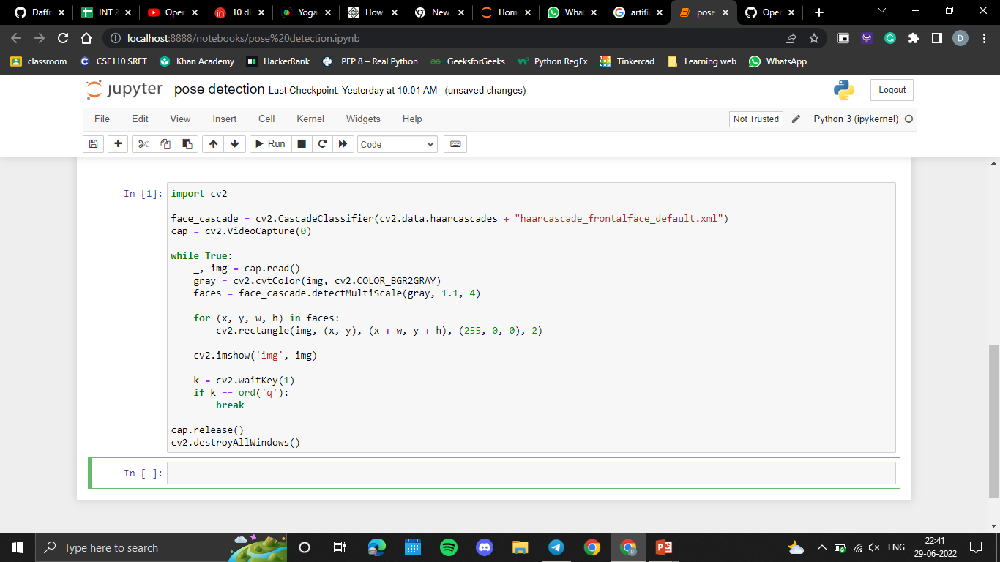 Daffr
INT 2
Oper
10 di
Yoga
How
New
Hom
Wha
artifi
pose
Oper
localhost:8888/notebooks/pose%20detection.ipynb
D
classroom
CSE110 SRET
Khan Academy
HackerRank
PEP 8 – Real Python
GeeksforGeeks
Python RegEx
Tinkercad
Learning web
WhatsApp
jupyter pose detection Last Checkpoint: Yesterday at 10:01 AM (unsaved changes)
Logout
File Edit View Insert Cell Kernel Widgets Help
Not Trusted
Python 3 (ipykernel)
Run
Code
In [1]:
import cv2
face_cascade = cv2.CascadeClassifier(cv2.data.haarcascades + "haarcascade_frontalface_default.xml")
cap = cv2.VideoCapture(0)
while True:
_, img = cap.read()
gray = cv2.cvtColor(img, cv2.COLOR_BGR2GRAY)
faces = face_cascade.detectMultiScale(gray, 1.1, 4)
for (x, y, w, h) in faces:
cv2.rectangle(img, (x, y), (x + w, y + h), (255, 0, 0), 2)
cv2.imshow('img', img)
k = cv2.waitKey(1)
if k == ord('q'):
break
cap.release()
cv2.destroyAllWindows()
In [ ]:
Type here to search
ENG
22:41
29-06-2022